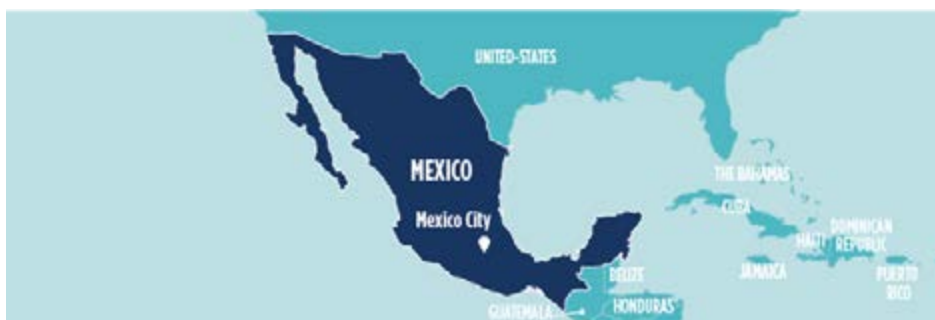 UNITED-STATES
MEXICO
THE BAHAMAS
Mexico City
CUBA
DOMINICAN
REPUBLIC
HAITI
JAMAICA
BELIZE
PUERTO
RICO
HONDURAS
GUATEMALA